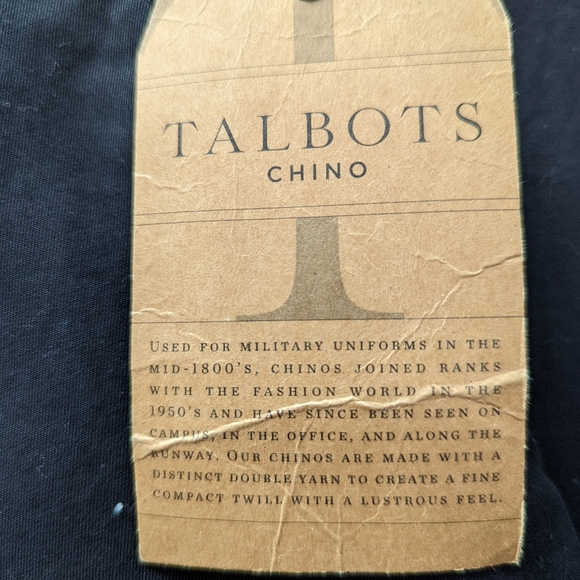 TALBOTS
CHINO
USED FOR MILITARY UNIFORMS IN THE
MID-1800'S, CHINOS JOINED RANKS
WITH THE FASHION WORLD IN THE
1950'S AND HAVE SINCE BEEN SEEN ON
CAMPUS, IN THE OFFICE, AND ALONG THE
RUNWAY. OUR CHINOS ARE MADE WITH A
DISTINCT DOUBLE YARN TO CREATE A FINE
COMPACT TWILL WITH A LUSTROUS FEEL.